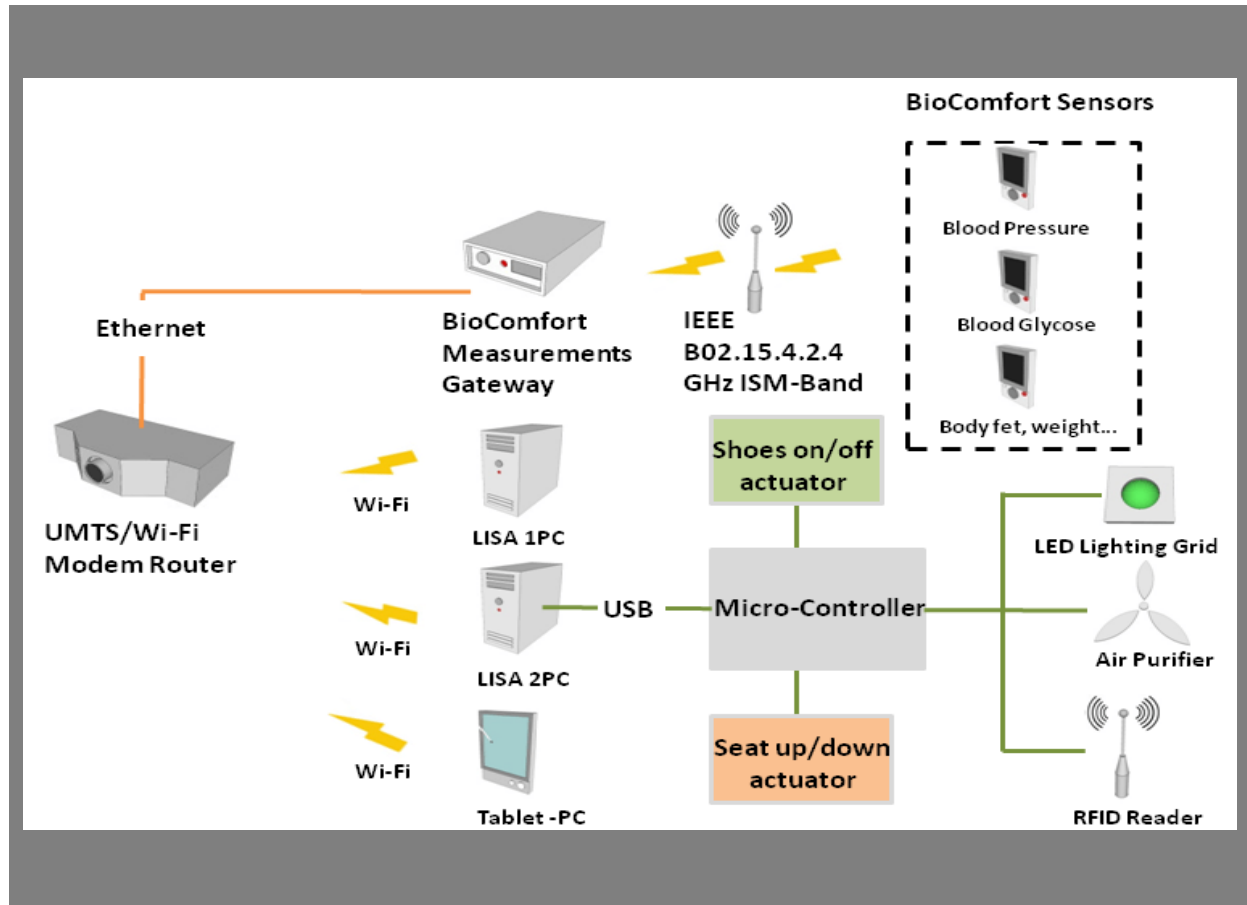 BioComfort Sensors
Blood Pressure
Blood Glycose
Body fet, weight...
Ethernet
BioComfort
Measurements
Gateway
IEEE
B02.15.4.2.4
GHz ISM-Band
UMTS/Wi-Fi
Modem Router
Wi-Fi
LISA 1PC
Wi-Fi
LISA 2PC
Wi-Fi
Tablet -PC
USB
Shoes on/off
actuator
Micro-Controller
Seat up/down
actuator
LED Lighting Grid
Air Purifier
RFID Reader